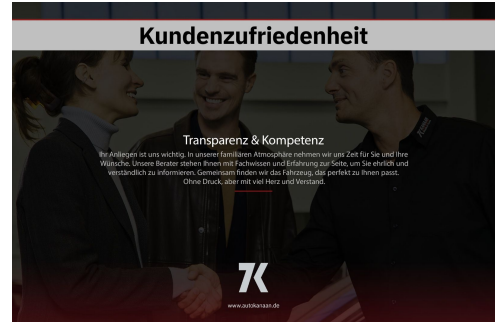 Kundenzufriedenheit
Transparenz & Kompetenz
Ihr Anliegen ist uns wichtig. In unserer familiären Atmosphäre nehmen wir uns Zeit für Sie und Ihre
Wünsche. Unsere Berater stehen Ihnen mit Fachwissen und Erfahrung zur Seite, um Sie ehrlich und
verständlich zu informieren. Gemeinsam finden wir das Fahrzeug, das perfekt zu Ihnen passt.
Ohne Druck, aber mit viel Herz und Verstand.
7K
www.autokanaan.de